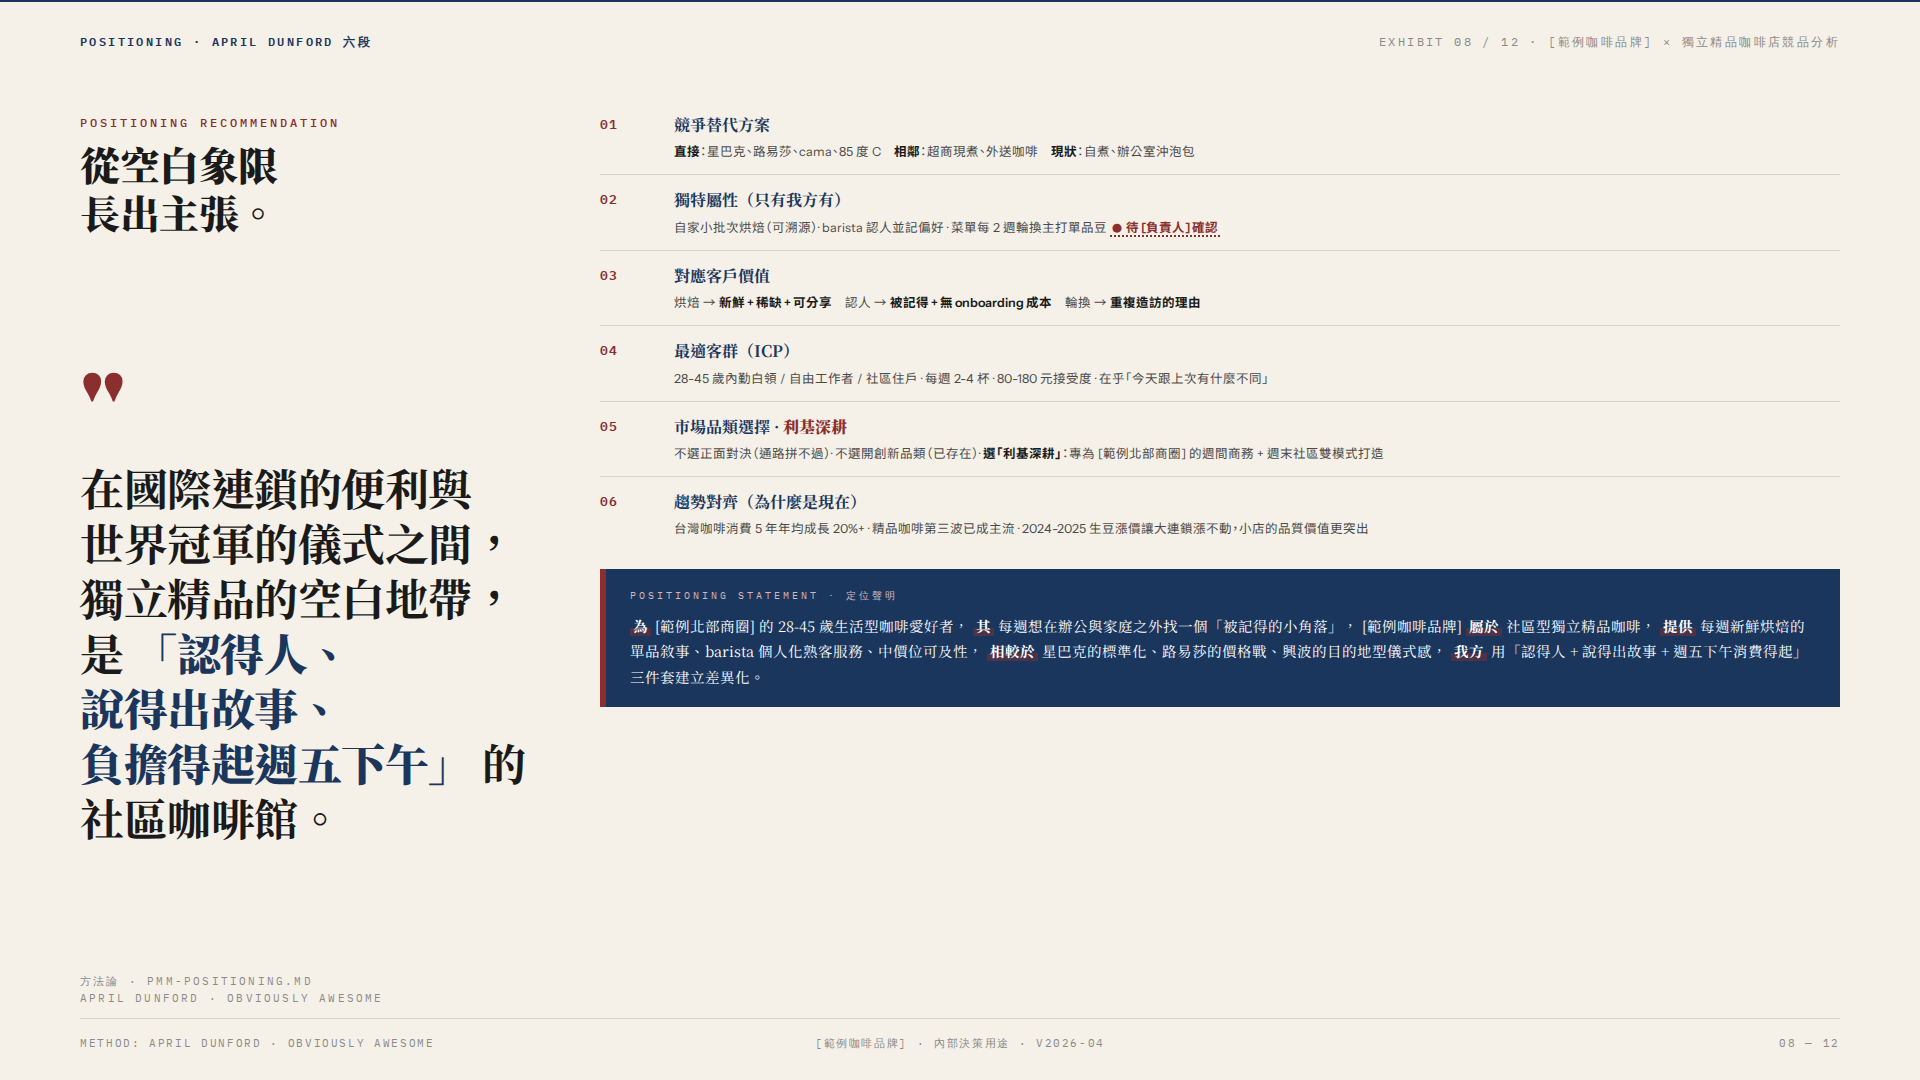 POSITIONING · APRIL DUNFORD 六段
EXHIBIT 08 / 12 · [範例咖啡品牌] × 獨立精品咖啡店競品分析
POSITIONING RECOMMENDATION
從空白象限
長出主張。
"
在國際連鎖的便利與
世界冠軍的儀式之間，
獨立精品的空白地帶，
是「認得人、
說得出故事、
負擔得起週五下午」的
社區咖啡館。
方法論 · PMM-POSITIONING.MD
APRIL DUNFORD · OBVIOUSLY AWESOME
01 競爭替代方案
直接：星巴克、路易莎、cama、85 度 C 相鄰：超商現煮、外送咖啡 現狀：自煮、辦公室沖泡包
02 獨特屬性（只有我方有）
自家小批次烘焙（可溯源）· barista 認人並記偏好 · 菜單每 2 週輪換主打單品豆 ● 待 [負責人] 確認
03 對應客戶價值
烘焙 → 新鮮 + 稀缺 + 可分享 認人 → 被記得 + 無 onboarding 成本 輪換 → 重複造訪的理由
04 最適客群（ICP）
28-45 歲內勤白領 / 自由工作者 / 社區住戶 · 每週 2-4 杯 · 80-180 元接受度 · 在乎「今天跟上次有什麼不同」
05 市場品類選擇 · 利基深耕
不選正面對決（通路拼不過）· 不選開創新品類（已存在）· 選「利基深耕」：專為 [範例北部商圈] 的週間商務 + 週末社區雙模式打造
06 趨勢對齊（為什麼是現在）
台灣咖啡消費 5 年年均成長 20%+ · 精品咖啡第三波已成主流 · 2024-2025 生豆漲價讓大連鎖漲不動，小店的品質價值更突出
POSITIONING STATEMENT · 定位聲明
為 [範例北部商圈] 的 28-45 歲生活型咖啡愛好者， 其 每週想在辦公與家庭之外找一個「被記得的小角落」， [範例咖啡品牌] 屬於 社區型獨立精品咖啡， 提供 每週新鮮烘焙的
單品敘事、barista 個人化熟客服務、中價位可及性， 相較於 星巴克的標準化、路易莎的價格戰、興波的目的地型儀式感， 我方 用「認得人 + 說得出故事 + 週五下午消費得起」
三件套建立差異化。
METHOD: APRIL DUNFORD · OBVIOUSLY AWESOME
[範例咖啡品牌] · 內部決策用途 · V2026-04
08 — 12